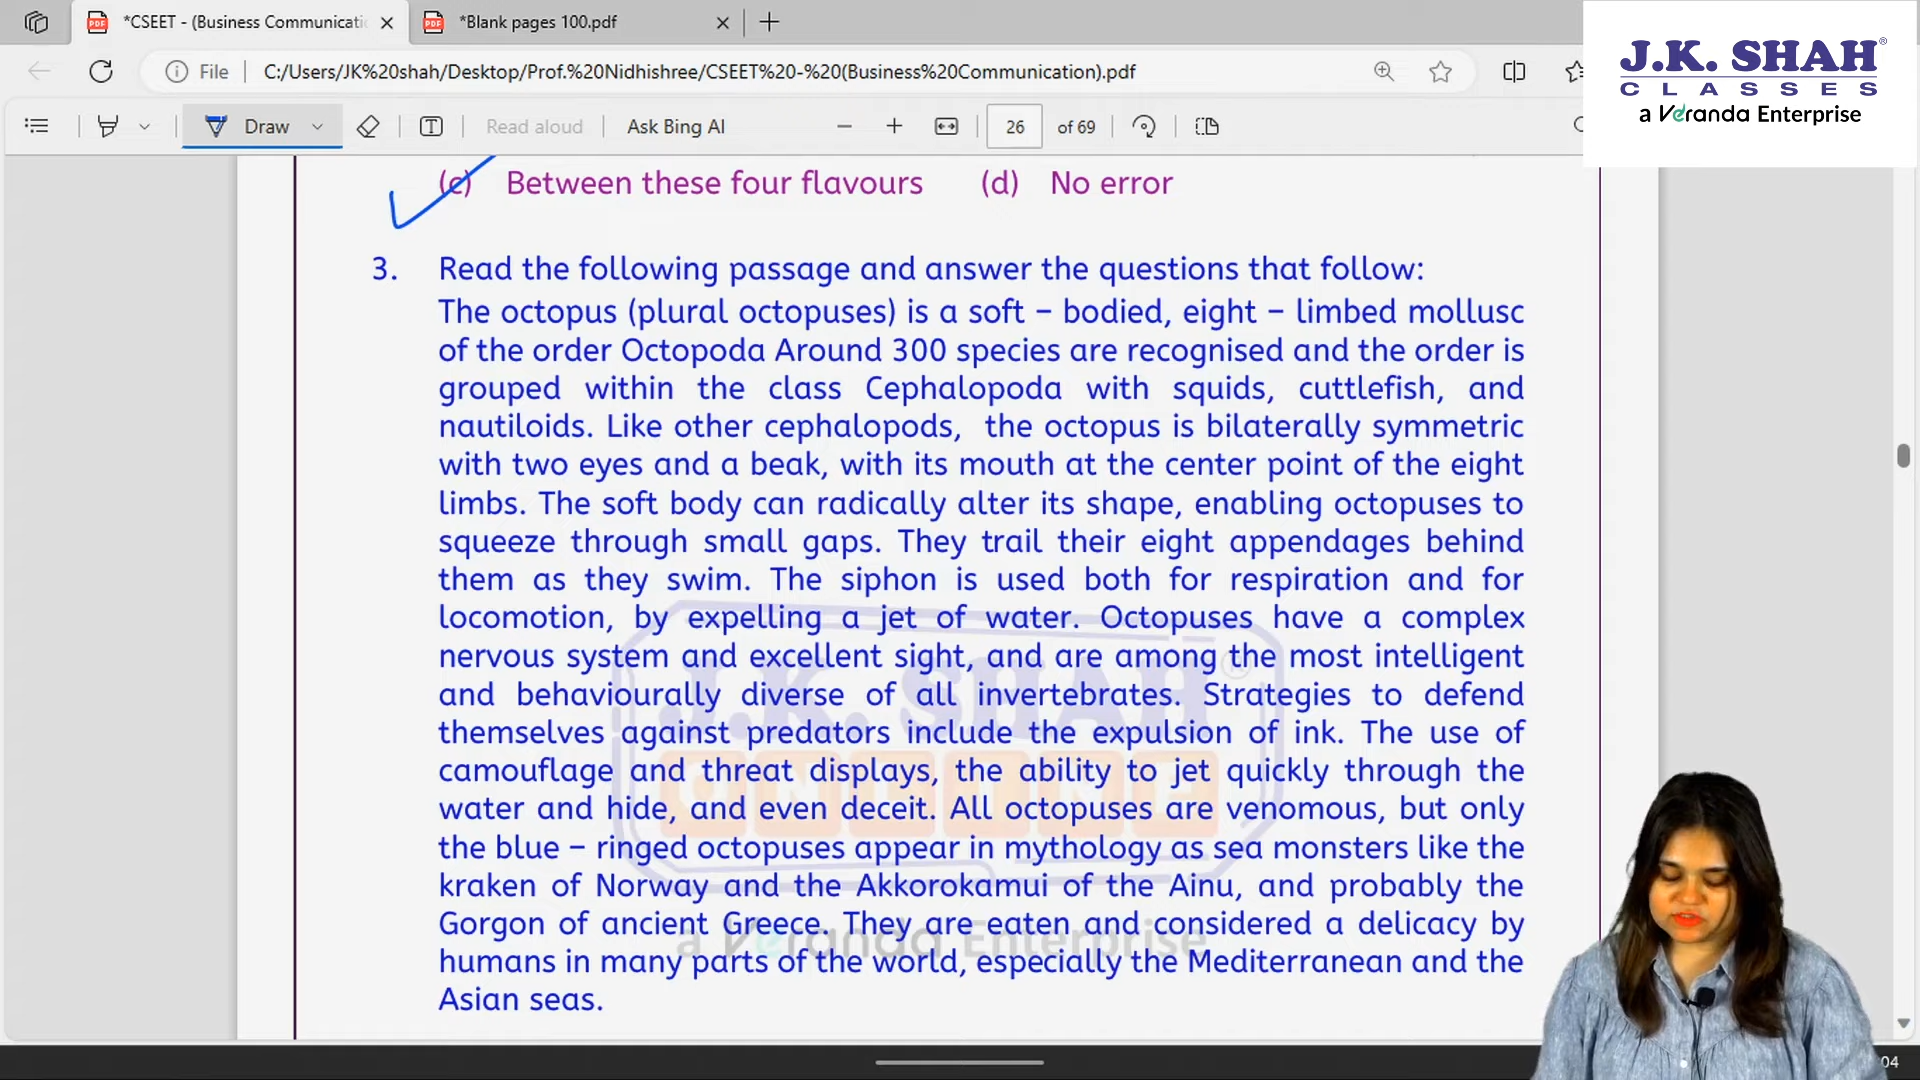 *CSEET - (Business Communicati
*Blank pages 100.pdf
File
C:/Users/JK%20shah/Desktop/Prof.%20Nidhishree/CSEET%20-%20(Business%20Communication).pdf
J.K. SHAH®
CLASSES
a Veranda Enterprise
Draw
Read aloud
Ask Bing AI
26
of 69
(c) Between these four flavours (d) No error
3. Read the following passage and answer the questions that follow:
The octopus (plural octopuses) is a soft – bodied, eight – limbed mollusc
of the order Octopoda Around 300 species are recognised and the order is
grouped within the class Cephalopoda with squids, cuttlefish, and
nautiloids. Like other cephalopods, the octopus is bilaterally symmetric
with two eyes and a beak, with its mouth at the center point of the eight
limbs. The soft body can radically alter its shape, enabling octopuses to
squeeze through small gaps. They trail their eight appendages behind
them as they swim. The siphon is used both for respiration and for
locomotion, by expelling a jet of water. Octopuses have a complex
nervous system and excellent sight, and are among the most intelligent
and behaviourally diverse of all invertebrates. Strategies to defend
themselves against predators include the expulsion of ink. The use of
camouflage and threat displays, the ability to jet quickly through the
water and hide, and even deceit. All octopuses are venomous, but only
the blue – ringed octopuses appear in mythology as sea monsters like the
kraken of Norway and the Akkorokamui of the Ainu, and probably the
Gorgon of ancient Greece. They are eaten and considered a delicacy by
humans in many parts of the world, especially the Mediterranean and the
Asian seas.
J.K. SHAH®
ONLINE
a Veranda Enterprise
04